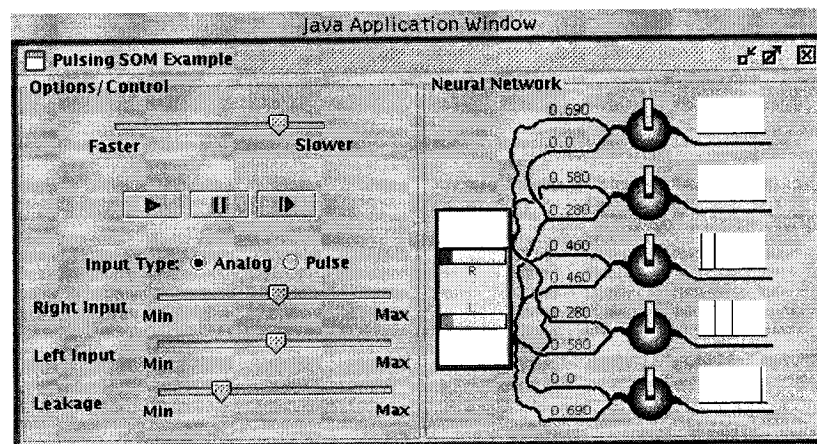 Java Application Window
Pulsing SOM Example
Options/Control
Faster Slower
Input Type: Analog Pulse
Right Input Min Max
Left Input Min Max
Leakage Min Max
Neural Network
0.690
0.0
0.580
0.280
0.460
0.460
0.280
0.580
0.0
0.690
R
L